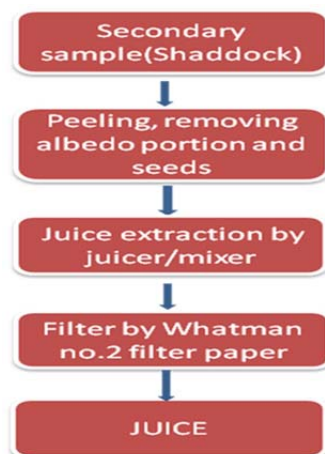 Secondary
sample(Shaddock)
Peeling, removing
albedo portion and
seeds
Juice extraction by
juicer/mixer
Filter by Whatman
no.2 filter paper
JUICE